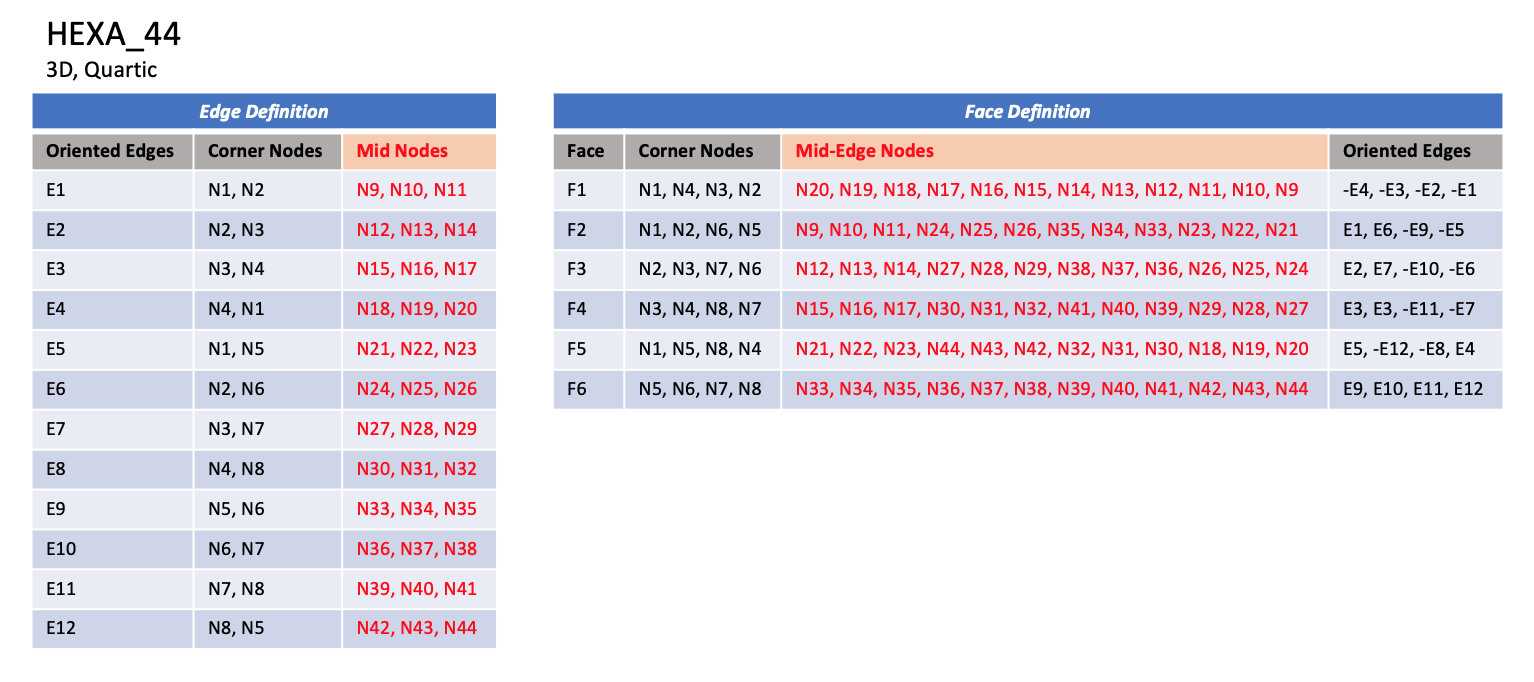 HEXA_44
3D, Quartic
Edge Definition
Oriented Edges Corner Nodes Mid Nodes
E1 N1, N2 N9, N10, N11
E2 N2, N3 N12, N13, N14
E3 N3, N4 N15, N16, N17
E4 N4, N1 N18, N19, N20
E5 N1, N5 N21, N22, N23
E6 N2, N6 N24, N25, N26
E7 N3, N7 N27, N28, N29
E8 N4, N8 N30, N31, N32
E9 N5, N6 N33, N34, N35
E10 N6, N7 N36, N37, N38
E11 N7, N8 N39, N40, N41
E12 N8, N5 N42, N43, N44
Face Definition
Face Corner Nodes Mid-Edge Nodes Oriented Edges
F1 N1, N4, N3, N2 N20, N19, N18, N17, N16, N15, N14, N13, N12, N11, N10, N9 -E4, -E3, -E2, -E1
F2 N1, N2, N6, N5 N9, N10, N11, N24, N25, N26, N35, N34, N33, N23, N22, N21 E1, E6, -E9, -E5
F3 N2, N3, N7, N6 N12, N13, N14, N27, N28, N29, N38, N37, N36, N26, N25, N24 E2, E7, -E10, -E6
F4 N3, N4, N8, N7 N15, N16, N17, N30, N31, N32, N41, N40, N39, N29, N28, N27 E3, E3, -E11, -E7
F5 N1, N5, N8, N4 N21, N22, N23, N44, N43, N42, N32, N31, N30, N18, N19, N20 E5, -E12, -E8, E4
F6 N5, N6, N7, N8 N33, N34, N35, N36, N37, N38, N39, N40, N41, N42, N43, N44 E9, E10, E11, E12